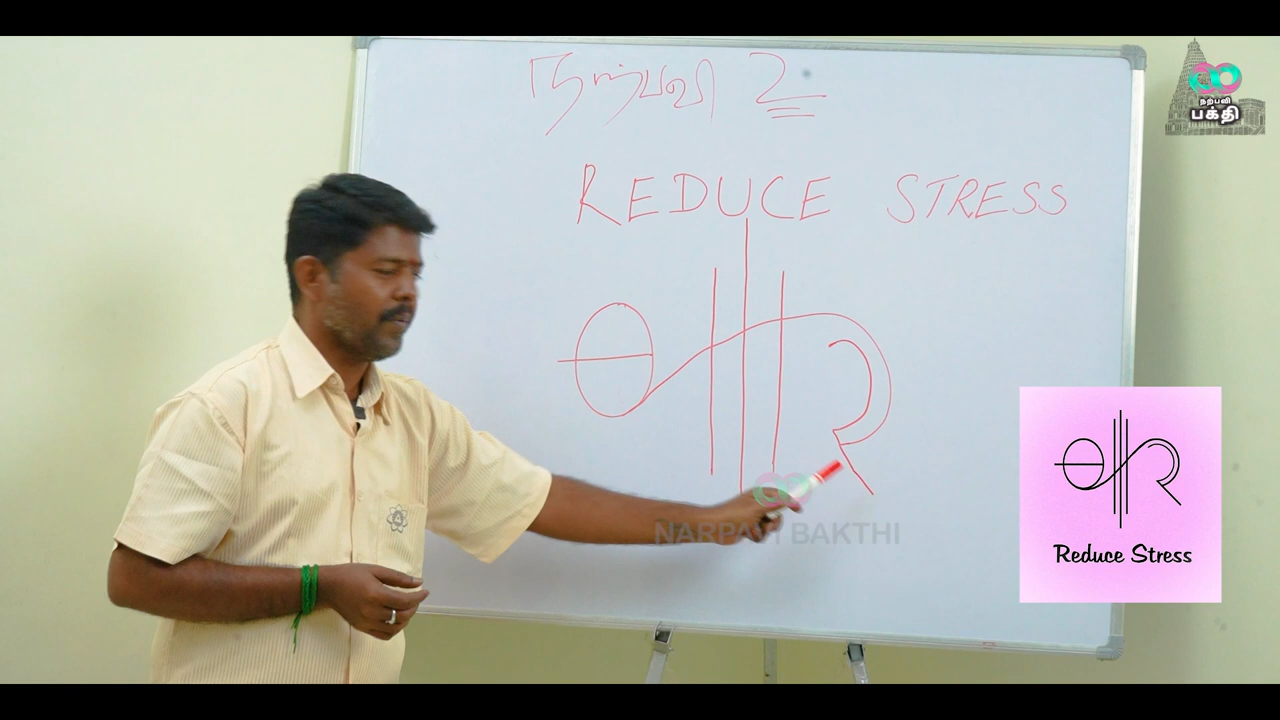 நற்பவி 2
நற்பவி
பக்தி
REDUCE STRESS
NARPAVI BAKTHI
Reduce Stress